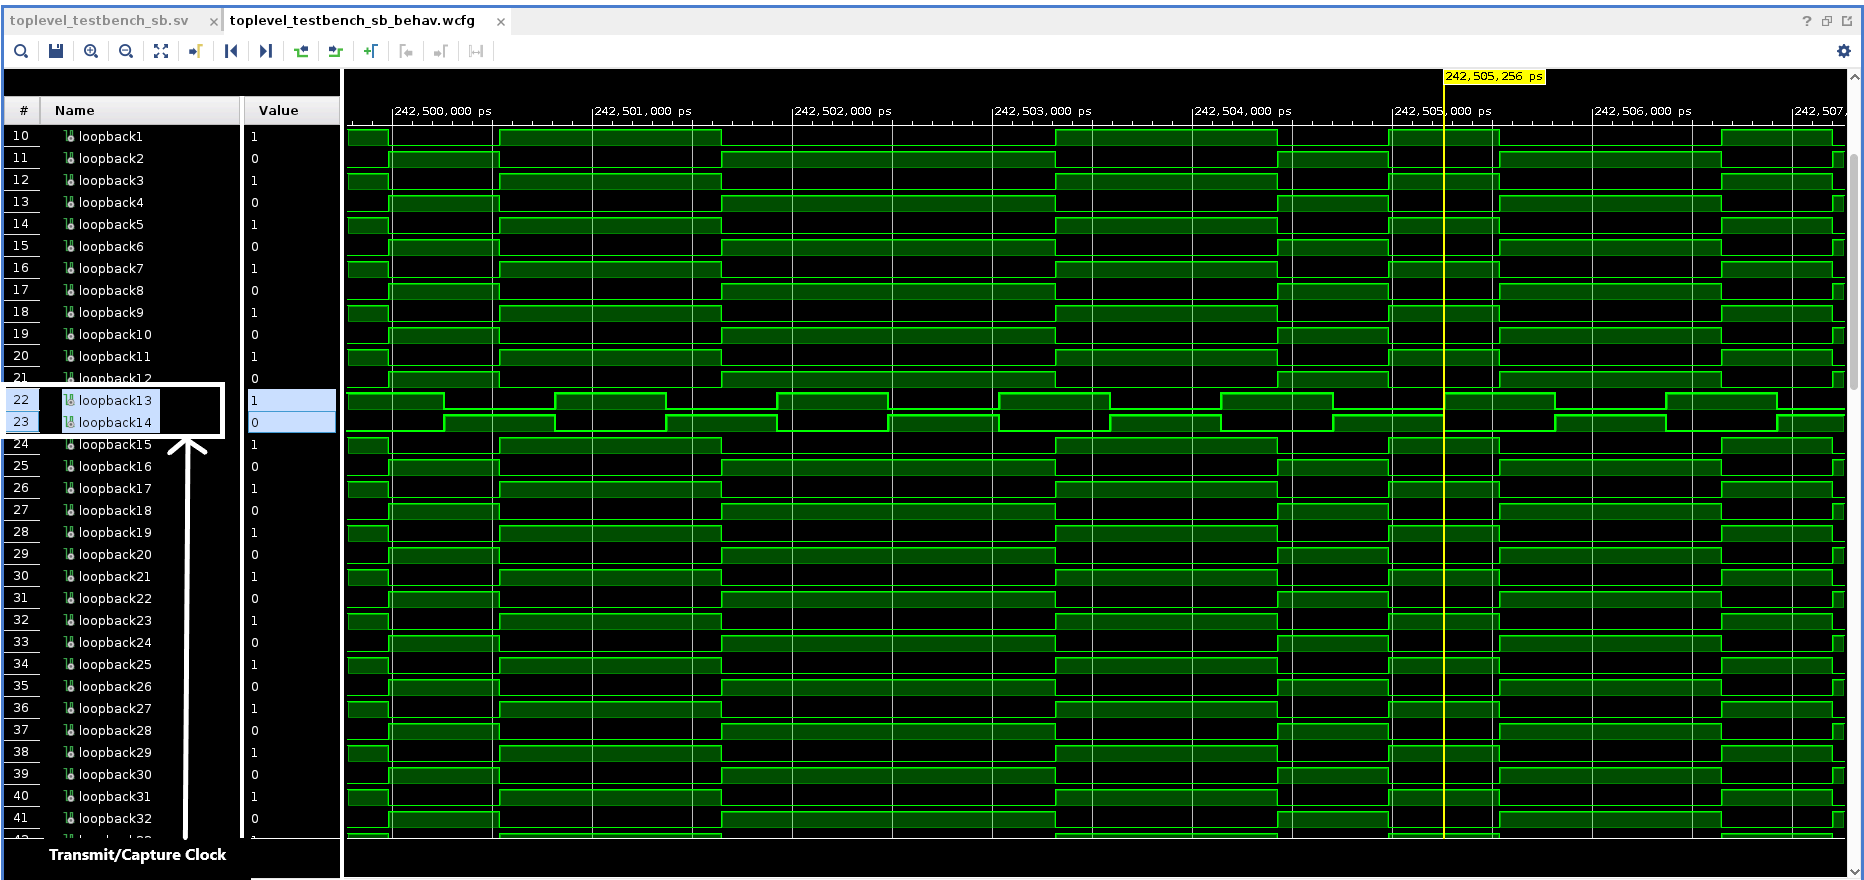 toplevel_testbench_sb.sv × toplevel_testbench_sb_behav.wcfg ×
242,505,256 ps
# Name Value 242,500,000 ps 242,501,000 ps 242,502,000 ps 242,503,000 ps 242,504,000 ps 242,505,000 ps 242,506,000 ps 242,507,
10 loopback1 1
11 loopback2 0
12 loopback3 1
13 loopback4 0
14 loopback5 1
15 loopback6 0
16 loopback7 1
17 loopback8 0
18 loopback9 1
19 loopback10 0
20 loopback11 1
21 loopback12 0
22 loopback13 1
23 loopback14 0
24 loopback15 1
25 loopback16 0
26 loopback17 1
27 loopback18 0
28 loopback19 1
29 loopback20 0
30 loopback21 1
31 loopback22 0
32 loopback23 1
33 loopback24 0
34 loopback25 1
35 loopback26 0
36 loopback27 1
37 loopback28 0
38 loopback29 1
39 loopback30 0
40 loopback31 1
41 loopback32 0
Transmit/Capture Clock